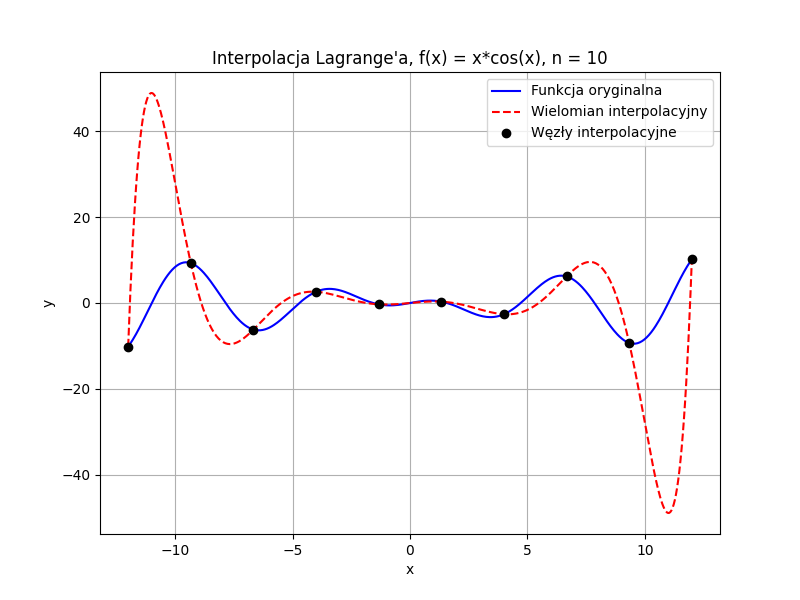 Interpolacja Lagrange'a, f(x) = x*cos(x), n = 10
Funkcja oryginalna
Wielomian interpolacyjny
Węzły interpolacyjne
40
20
0
−20
−40
y
−10
−5
0
5
10
x